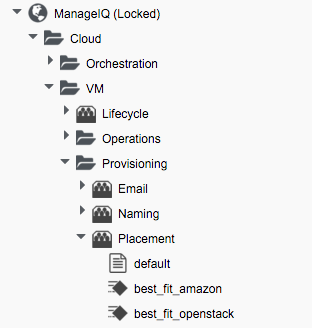 ManageIQ (Locked)
Cloud
Orchestration
VM
Lifecycle
Operations
Provisioning
Email
Naming
Placement
default
best_fit_amazon
best_fit_openstack